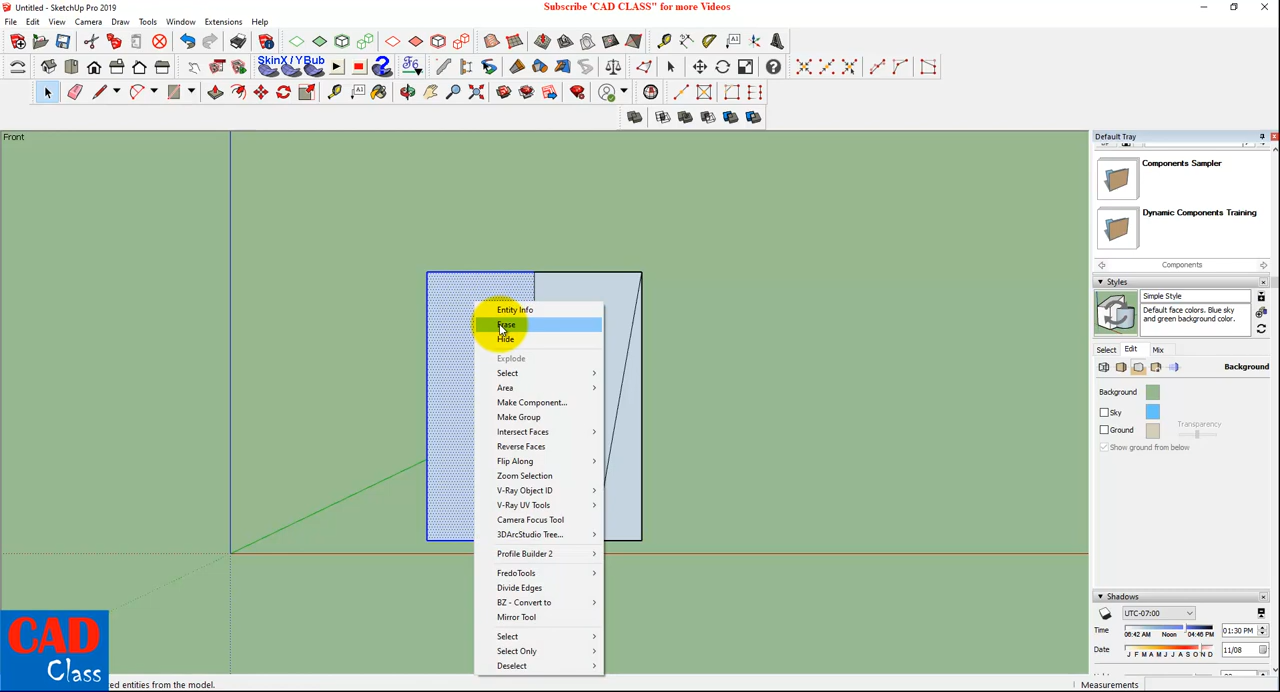 Untitled - SketchUp Pro 2019
Subscribe 'CAD CLASS" for more Videos
File Edit View Camera Draw Tools Window Extensions Help
SkinX / YBub
Front
Default Tray
Components Sampler
Dynamic Components Training
Components
Styles
Simple Style
Default face colors. Blue sky
and green background color.
Select Edit Mix
Background
Background
Sky
Ground
Transparency
Show ground from below
Entity Info
Erase
Hide
Explode
Select
Area
Make Component...
Make Group
Intersect Faces
Reverse Faces
Flip Along
Zoom Selection
V-Ray Object ID
V-Ray UV Tools
Camera Focus Tool
3DArcStudio Tree...
Profile Builder 2
FredoTools
Divide Edges
BZ - Convert to
Mirror Tool
Select
Select Only
Deselect
Shadows
UTC-07:00
Time 06:42 AM Noon 04:46 PM 01:30 PM
Date J F M A M J J A S O N D 11/08
CAD
Class
ed entities from the model.
Measurements